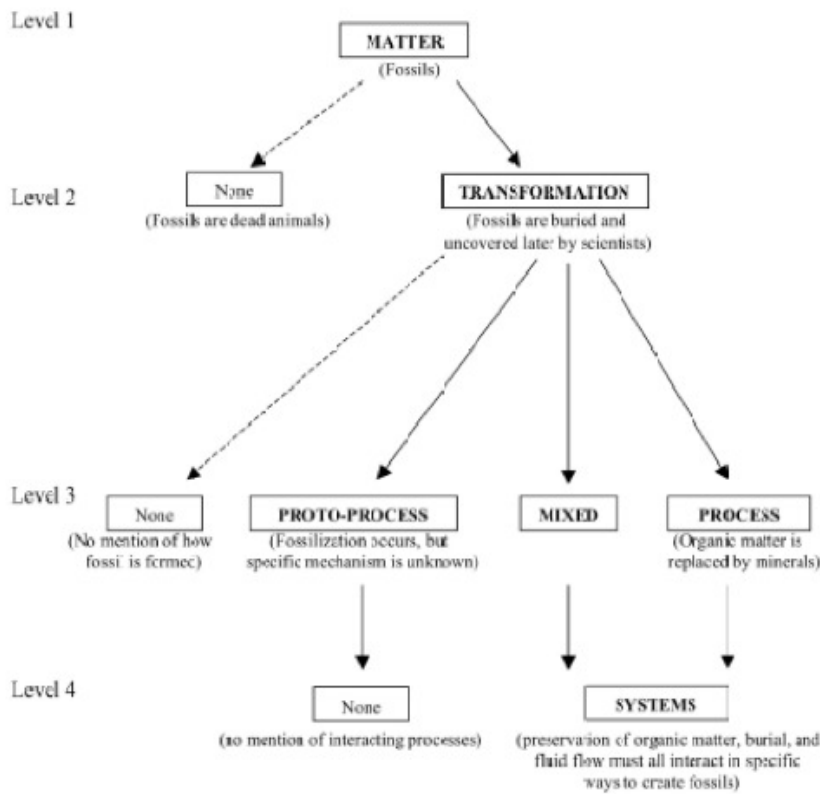 Level 1
MATTER
(Fossils)
Level 2
None
(Fossils are dead animals)
TRANSFORMATION
(Fossils are buried and
uncovered later by scientists)
Level 3
None
(No mention of how
fossil is formed)
PROTO-PROCESS
(Fossilization occurs, but
specific mechanism is unknown)
MIXED
PROCESS
(Organic matter is
replaced by minerals)
Level 4
None
(no mention of interacting processes)
SYSTEMS
(preservation of organic matter, burial, and
fluid flow must all interact in specific
ways to create fossils)